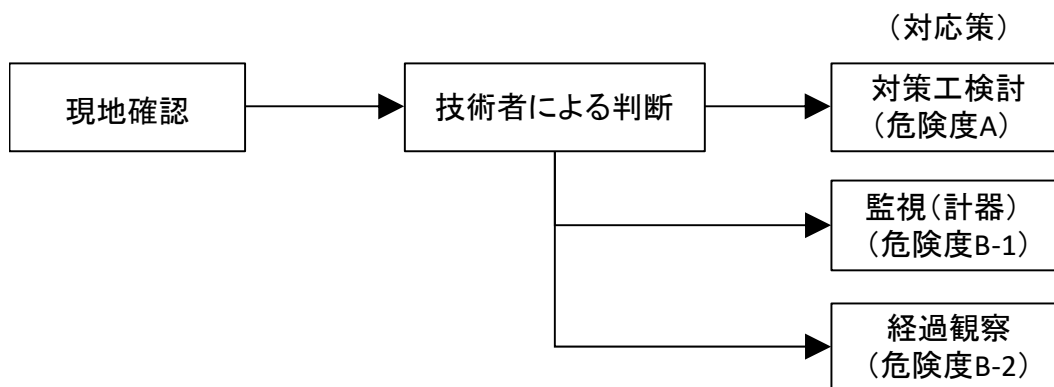 （対応策）
現地確認
技術者による判断
対策工検討
（危険度A）
監視（計器）
（危険度B-1）
経過観察
（危険度B-2）